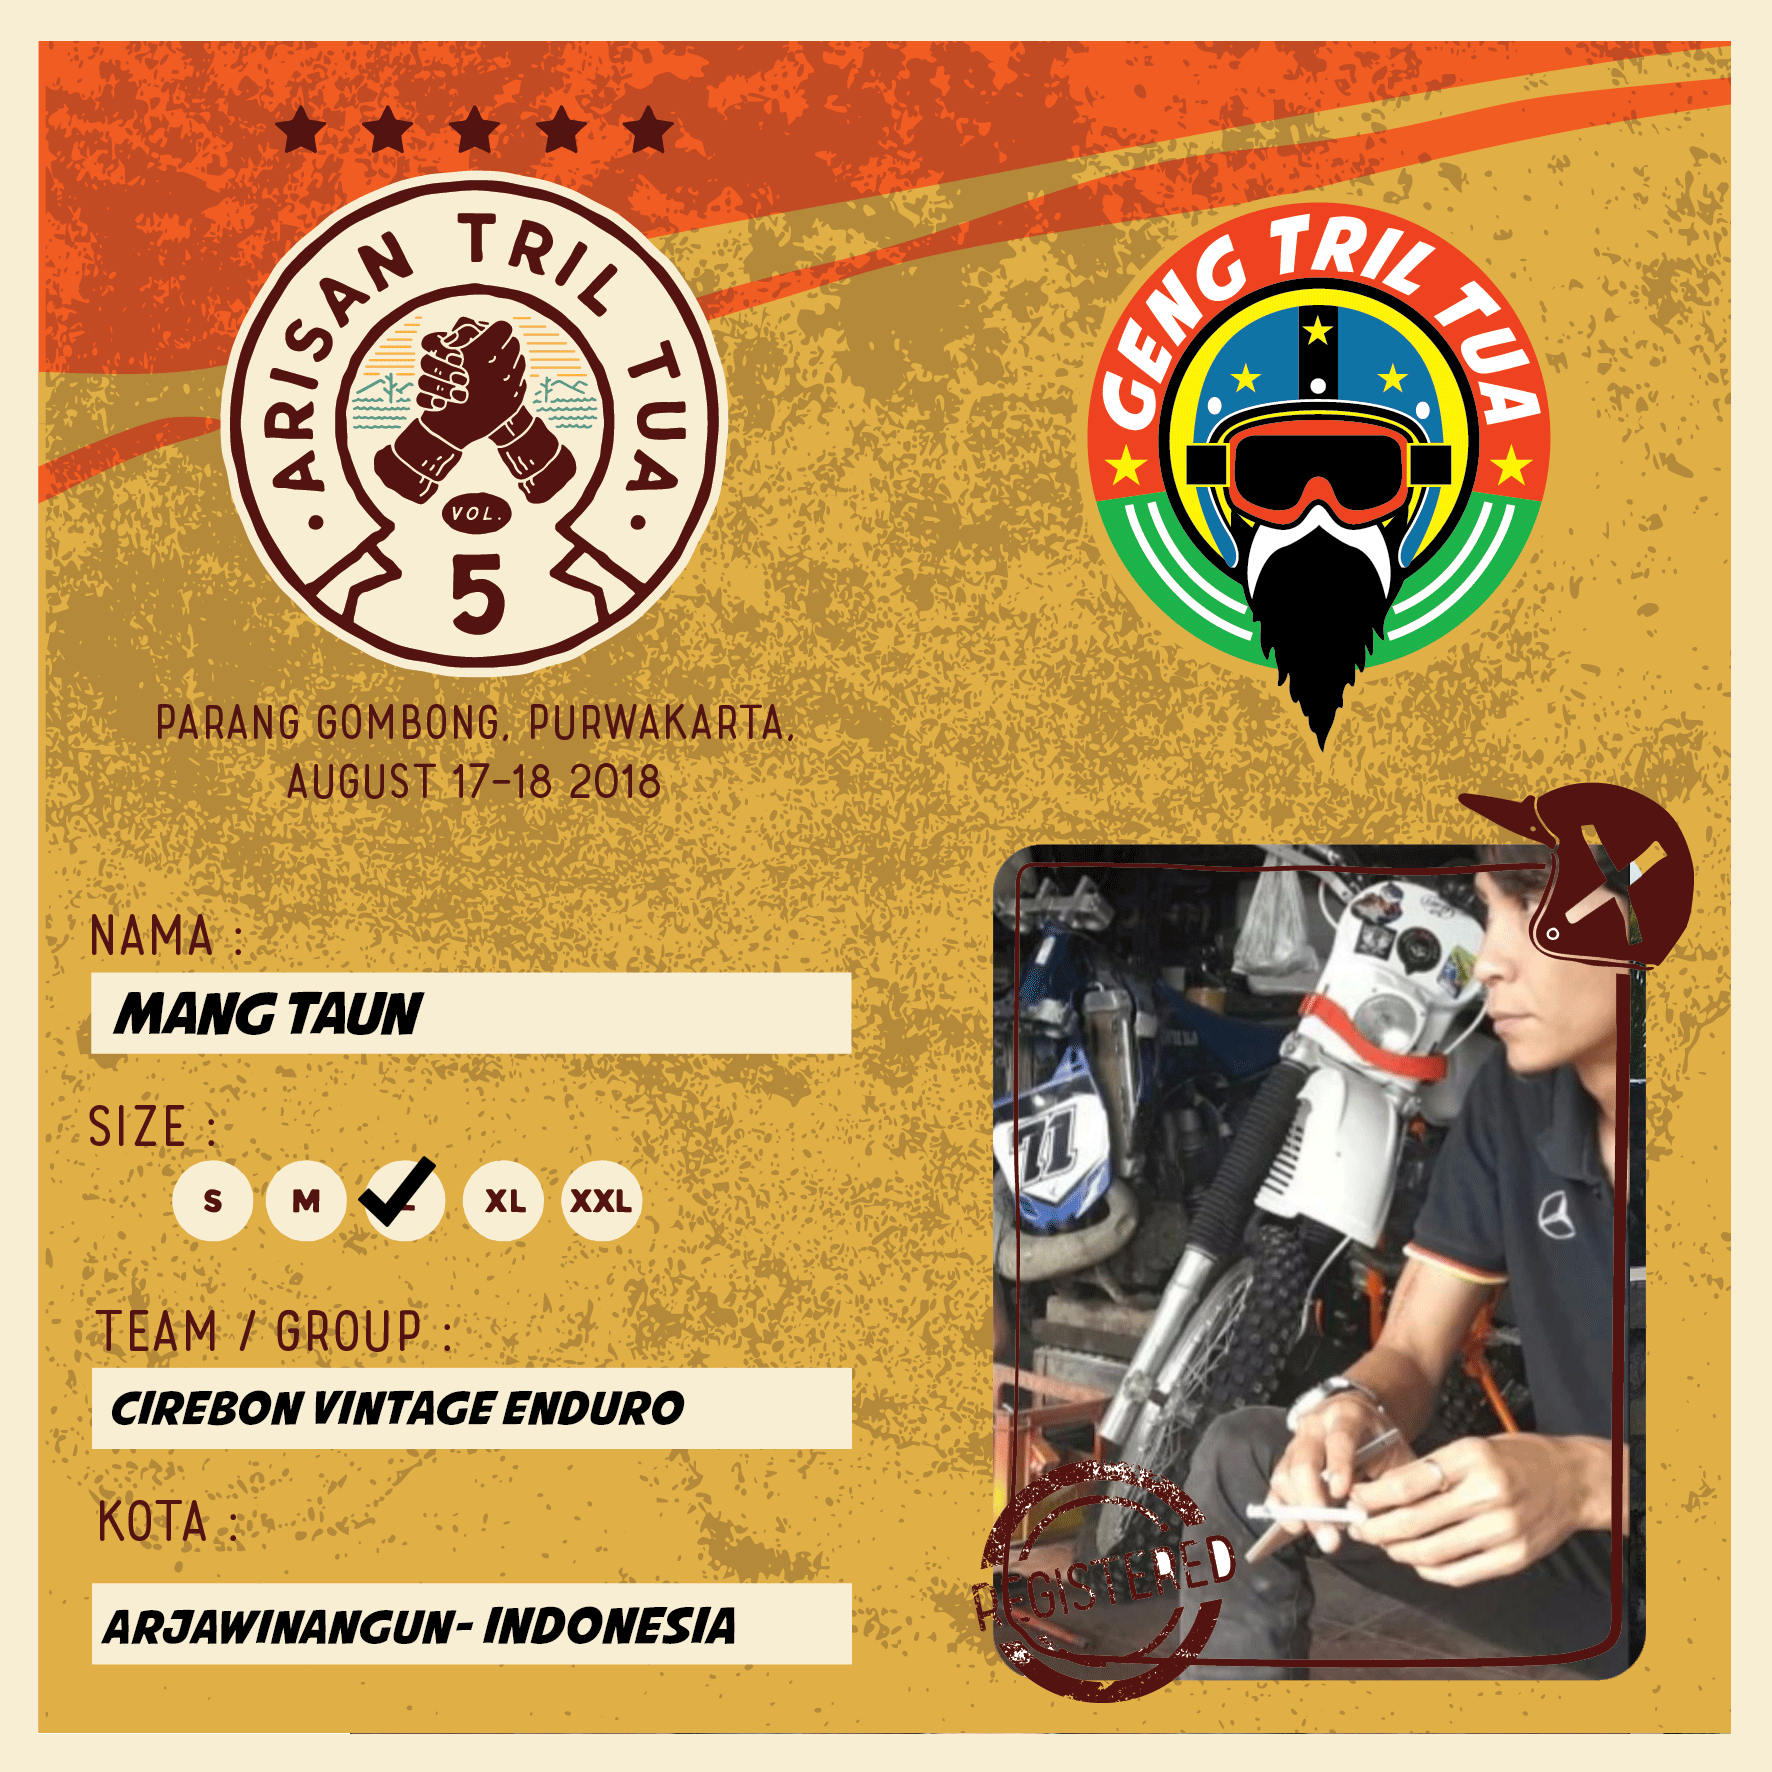 ARISAN TRIL TUA
VOL.
5
GENG TRIL TUA
PARANG GOMBONG, PURWAKARTA,
AUGUST 17-18 2018
NAMA :
MANG TAUN
SIZE :
S M L XL XXL
TEAM / GROUP :
CIREBON VINTAGE ENDURO
KOTA :
ARJAWINANGUN- INDONESIA
71
REGISTERED